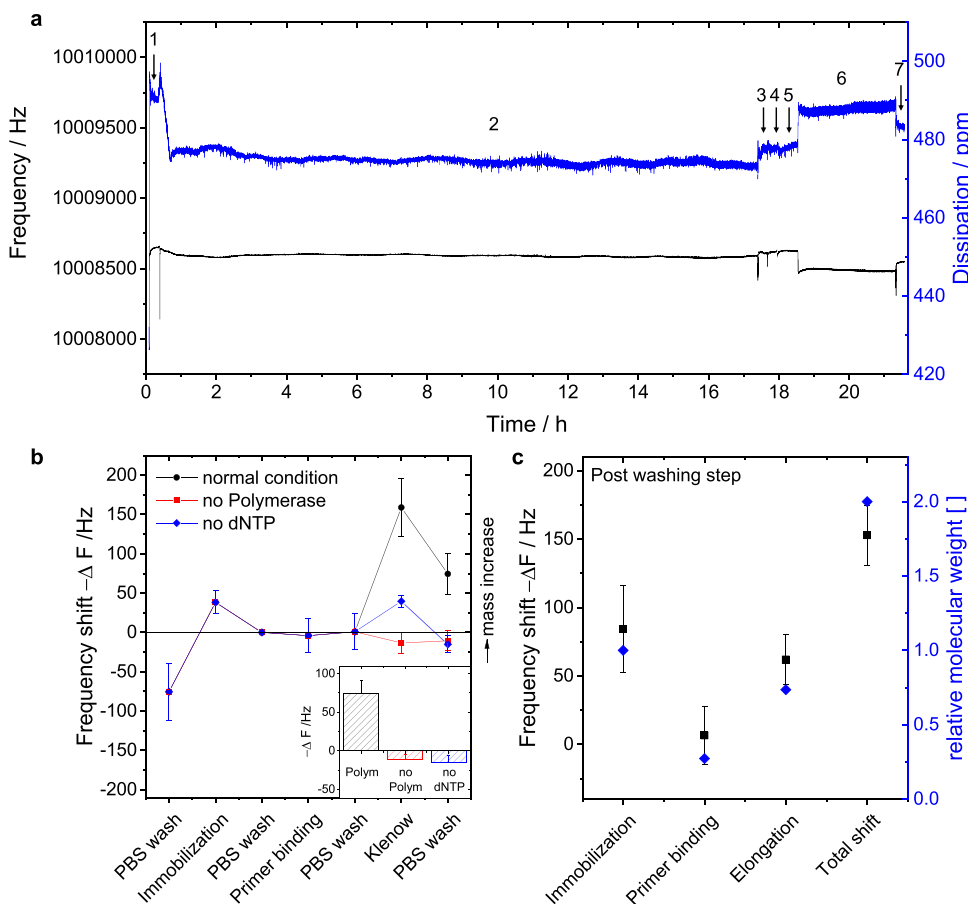 a
1
2
3 4 5
6
7
Frequency / Hz
10010000
10009500
10009000
10008500
10008000
Dissipation / ppm
500
480
460
440
420
0 2 4 6 8 10 12 14 16 18 20
Time / h
b
normal condition
no Polymerase
no dNTP
Frequency shift –Δ F /Hz
200
150
100
50
0
-50
-100
-150
-200
mass increase
–Δ F /Hz
100
50
0
-50
Polym
no
Polym
no
dNTP
PBS wash
Immobilization
PBS wash
Primer binding
PBS wash
Klenow
PBS wash
c
Post washing step
Frequency shift –ΔF / Hz
200
150
100
50
0
relative molecular weight [ ]
2.0
1.5
1.0
0.5
0.0
Immobilization
Primer binding
Elongation
Total shift